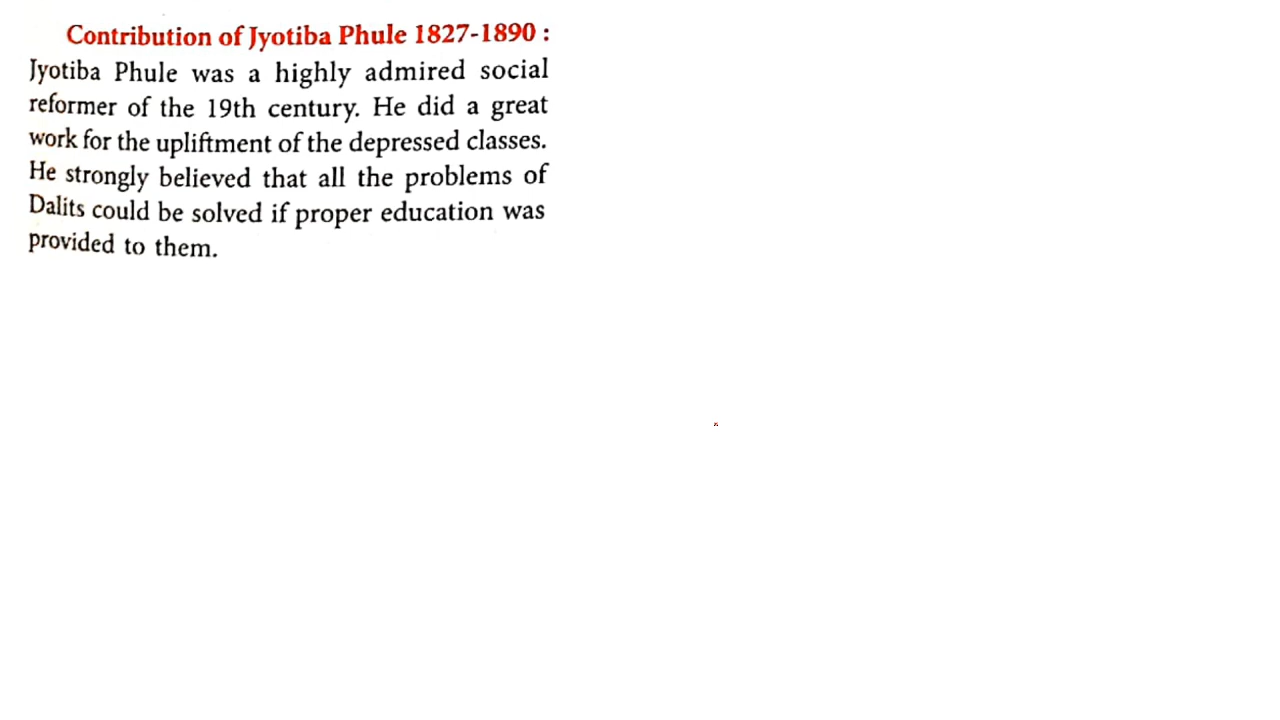 Contribution of Jyotiba Phule 1827-1890 :
Jyotiba Phule was a highly admired social
reformer of the 19th century. He did a great
work for the upliftment of the depressed classes.
He strongly believed that all the problems of
Dalits could be solved if proper education was
provided to them.